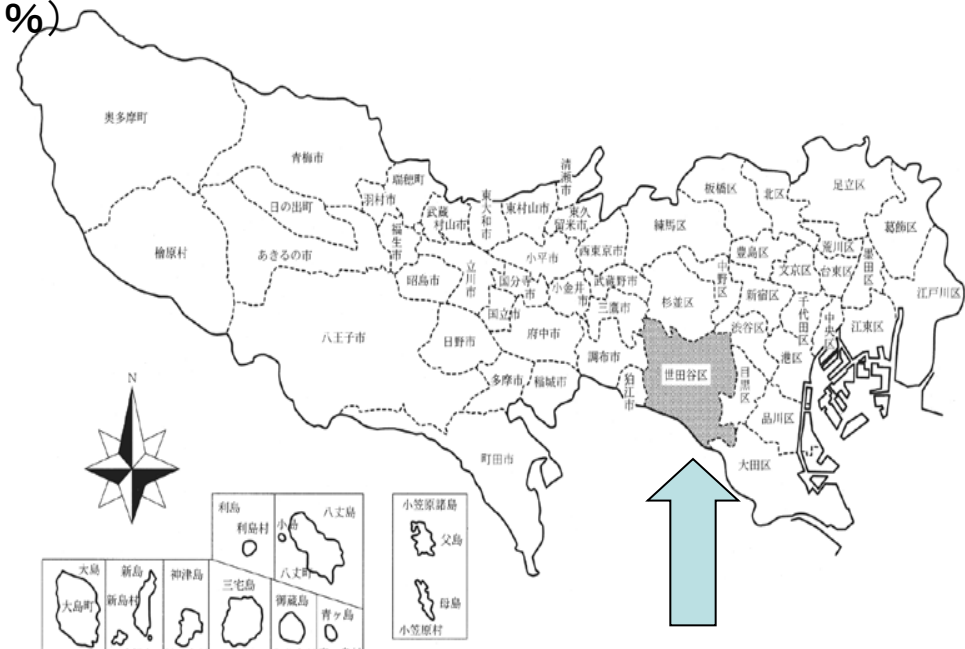 %)
奥多摩町
青梅市
瑞穂町
清瀬市
日の出町
羽村市
武蔵
村山市
東大和市
東村山市
東久
留米市
練馬区
板橋区
北区
足立区
葛飾区
檜原村
あきるの市
福生市
昭島市
立川市
小平市
西東京市
国分寺
市
小金井
市
武蔵野市
三鷹市
杉並区
中野区
豊島区
文京区
荒川区
台東区
墨田区
江戸川区
新宿区
千代田区
中央区
江東区
八王子市
日野市
国立市
府中市
調布市
渋谷区
港区
多摩市
稲城市
狛江市
世田谷区
目黒区
品川区
大田区
町田市
N
利島
利島村
小島
八丈島
八丈町
小笠原諸島
父島
母島
小笠原村
大島
大島町
新島
新島村
神津島
三宅島
御蔵島
青ヶ島